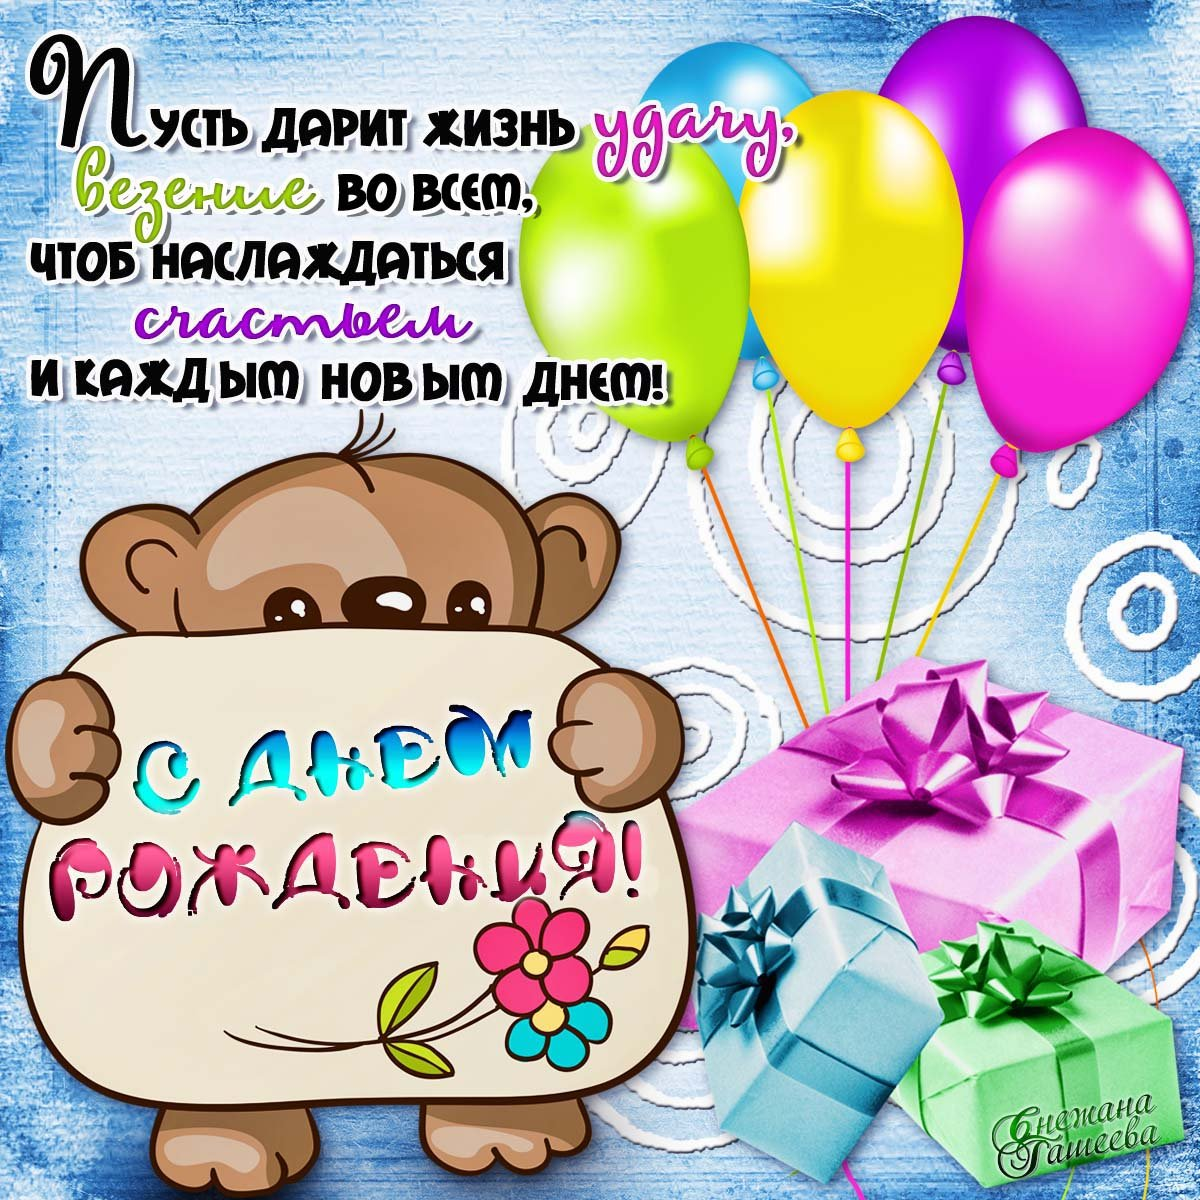 Пусть дарит жизнь удачу,
везение во всем,
чтоб наслаждаться
счастьем
и каждым новым днем!
С ДНЕМ
РОЖДЕНИЯ!
Снежана
Гашеева